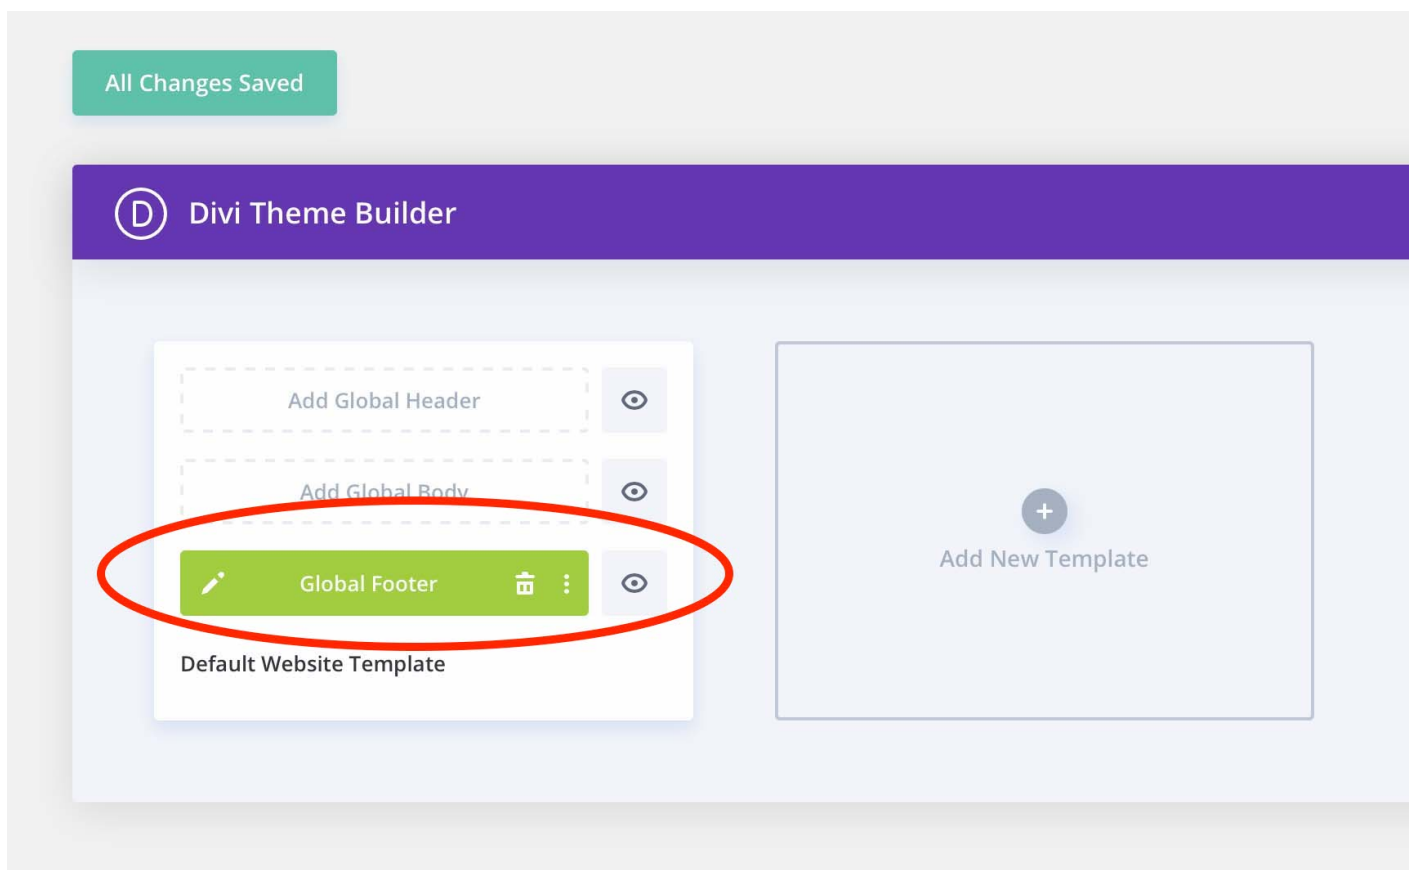 All Changes Saved
D Divi Theme Builder
Add Global Header
Add Global Body
Global Footer
Default Website Template
Add New Template